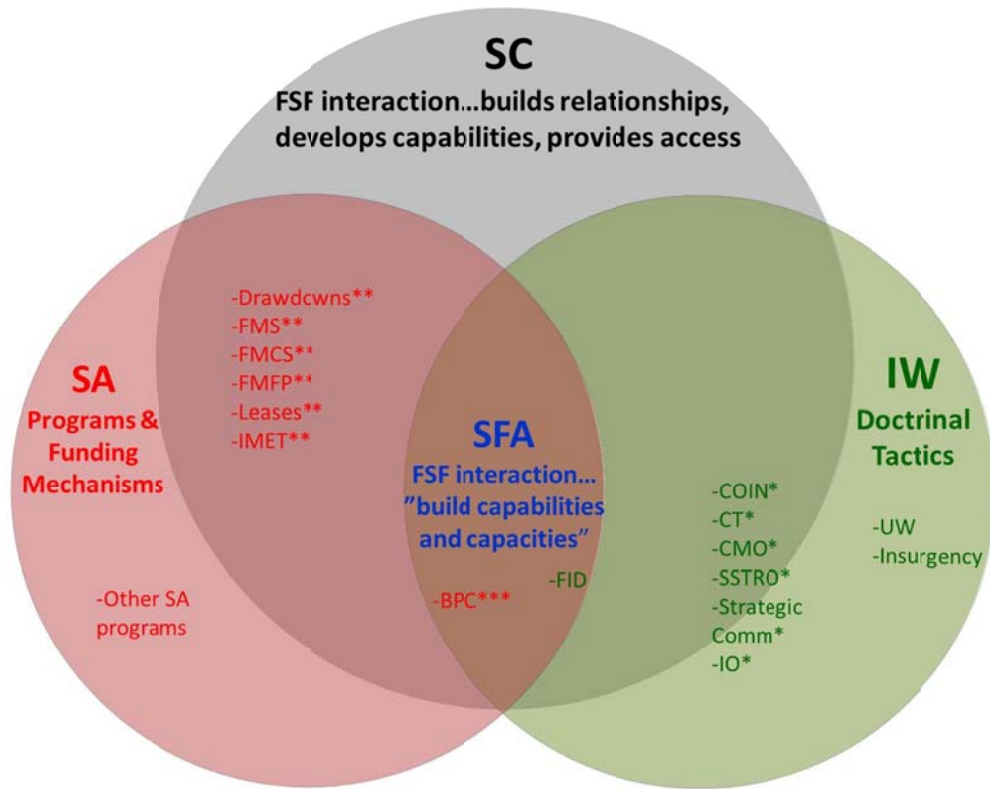 SC
FSF interaction...builds relationships,
develops capabilities, provides access
SA
Programs &
Funding
Mechanisms
-Drawdcwns**
-FMS**
-FMCS**
-FMFP**
-Leases**
-IMET**
-Other SA
programs
SFA
FSF interaction...
”build capabilities
and capacities”
-BPC***
-FID
IW
Doctrinal
Tactics
-COIN*
-CT*
-CMO*
-SSTRO*
-Strategic
Comm*
-IO*
-UW
-Insurgency